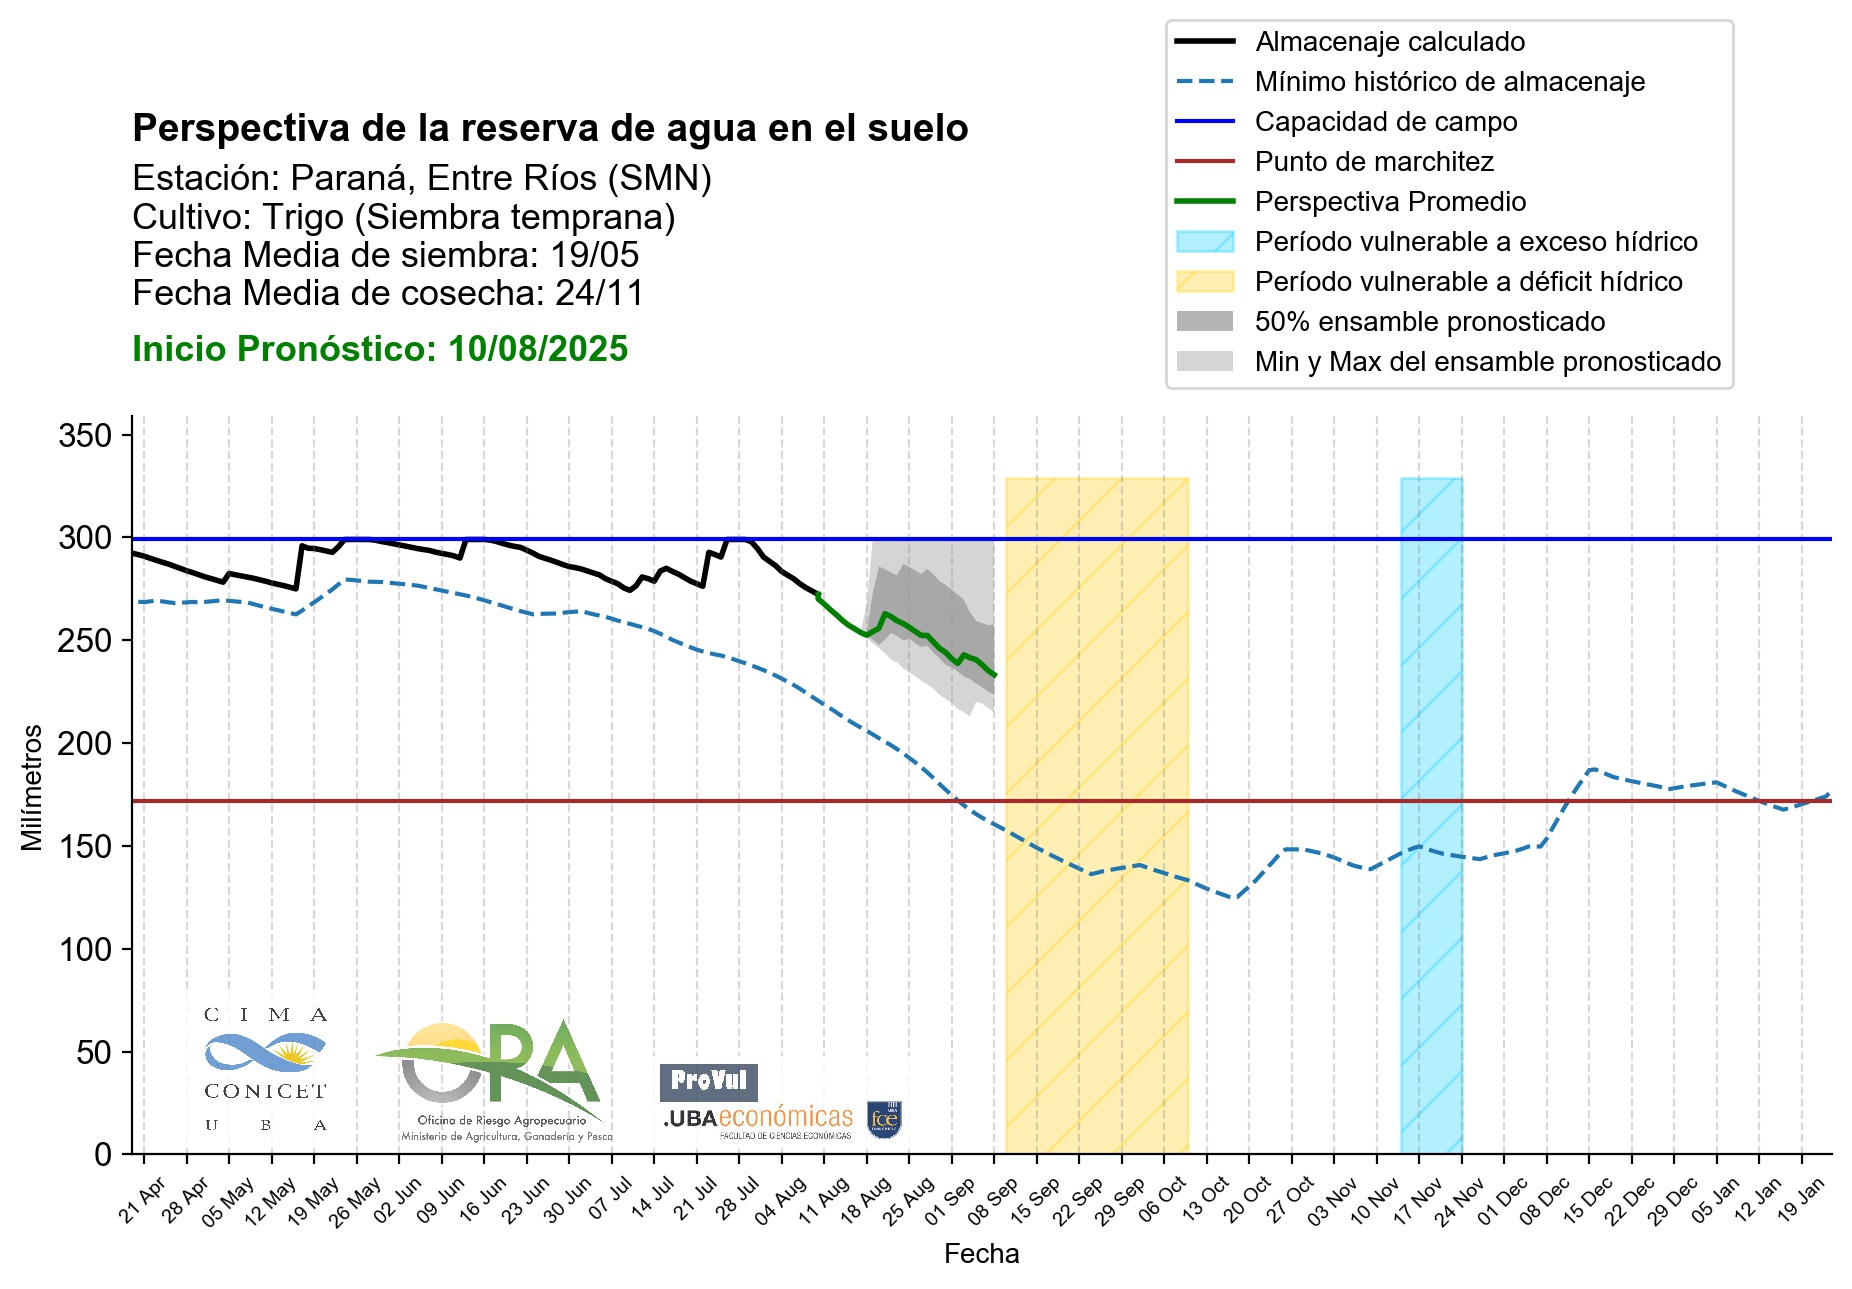 Almacenaje calculado
Mínimo histórico de almacenaje
Capacidad de campo
Punto de marchitez
Perspectiva Promedio
Período vulnerable a exceso hídrico
Período vulnerable a déficit hídrico
50% ensamble pronosticado
Min y Max del ensamble pronosticado
Perspectiva de la reserva de agua en el suelo
Estación: Paraná, Entre Ríos (SMN)
Cultivo: Trigo (Siembra temprana)
Fecha Media de siembra: 19/05
Fecha Media de cosecha: 24/11
Inicio Pronóstico: 10/08/2025
350
300
250
200
150
100
50
0
Milímetros
CIMA
CONICET
UBA
ORA
Oficina de Riesgo Agropecuario
Ministerio de Agricultura, Ganadería y Pesca
ProVul
.UBAeconómicas
FACULTAD DE CIENCIAS ECONÓMICAS
fce
21 Apr
28 Apr
05 May
12 May
19 May
26 May
02 Jun
09 Jun
16 Jun
23 Jun
30 Jun
07 Jul
14 Jul
21 Jul
28 Jul
04 Aug
11 Aug
18 Aug
25 Aug
01 Sep
08 Sep
15 Sep
22 Sep
29 Sep
06 Oct
13 Oct
20 Oct
27 Oct
03 Nov
10 Nov
17 Nov
24 Nov
01 Dec
08 Dec
15 Dec
22 Dec
29 Dec
05 Jan
12 Jan
19 Jan
Fecha